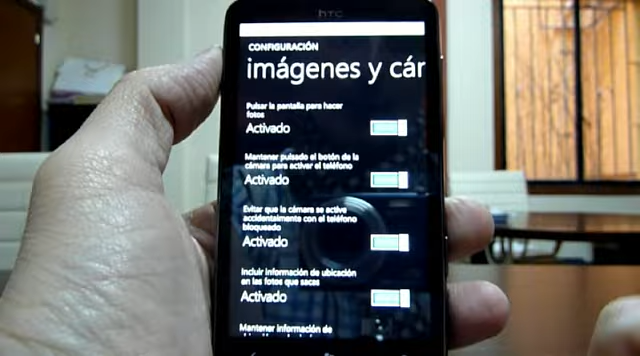 hTC
CONFIGURACIÓN
imágenes y cár
Pulsar la pantalla para hacer
fotos
Activado
Mantener pulsado el botón de la
cámara para activar el teléfono
Activado
Evitar que la cámara se active
accidentalmente con el teléfono
bloqueado
Activado
Incluir información de ubicación
en las fotos que sacas
Activado
Mantener información de